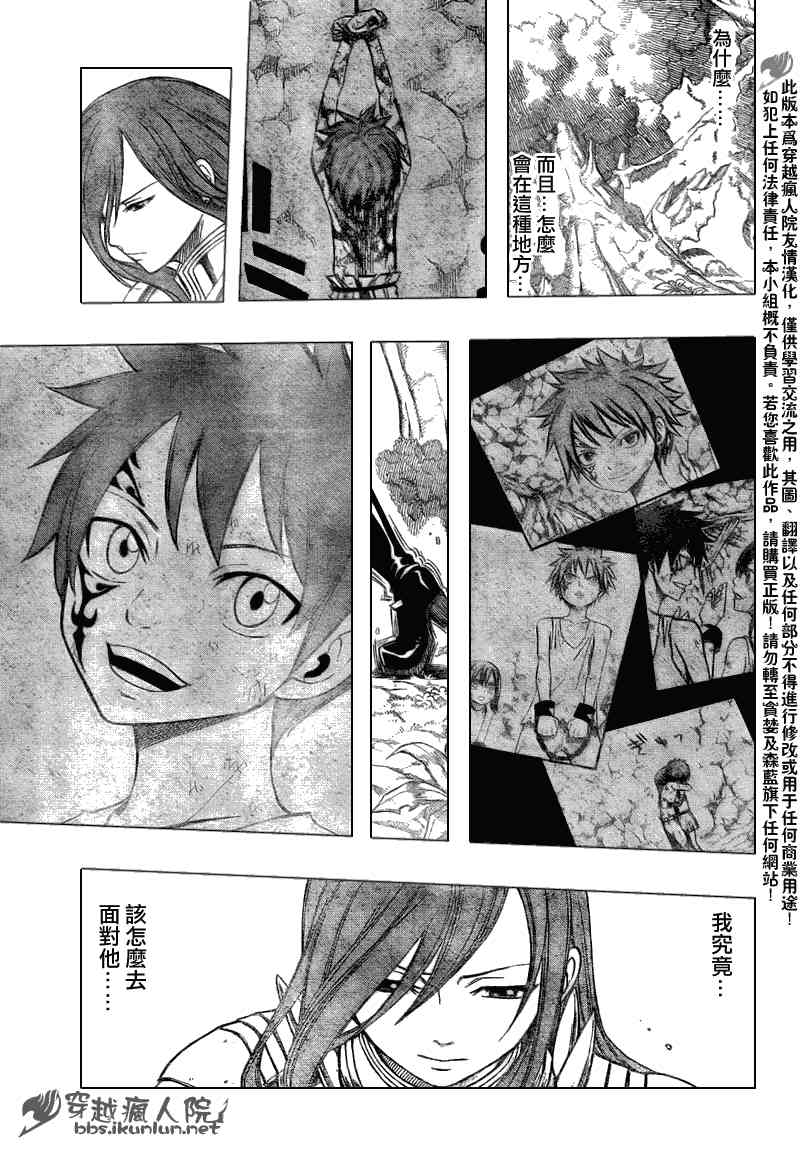 為什麼……
而且…怎麼
會在這種地方…
我究竟…
該怎麼去
面對他……
此版本爲穿越瘋人院友情漢化，僅供學習交流之用，其圖、翻譯以及任何部分不得進行修改或用于任何商業用途！
如犯上任何法律責任，本小組概不負責。若您喜歡此作品，請購買正版！請勿轉至貪婪及森藍旗下任何網站！
穿越瘋人院
bbs.ikunlun.net